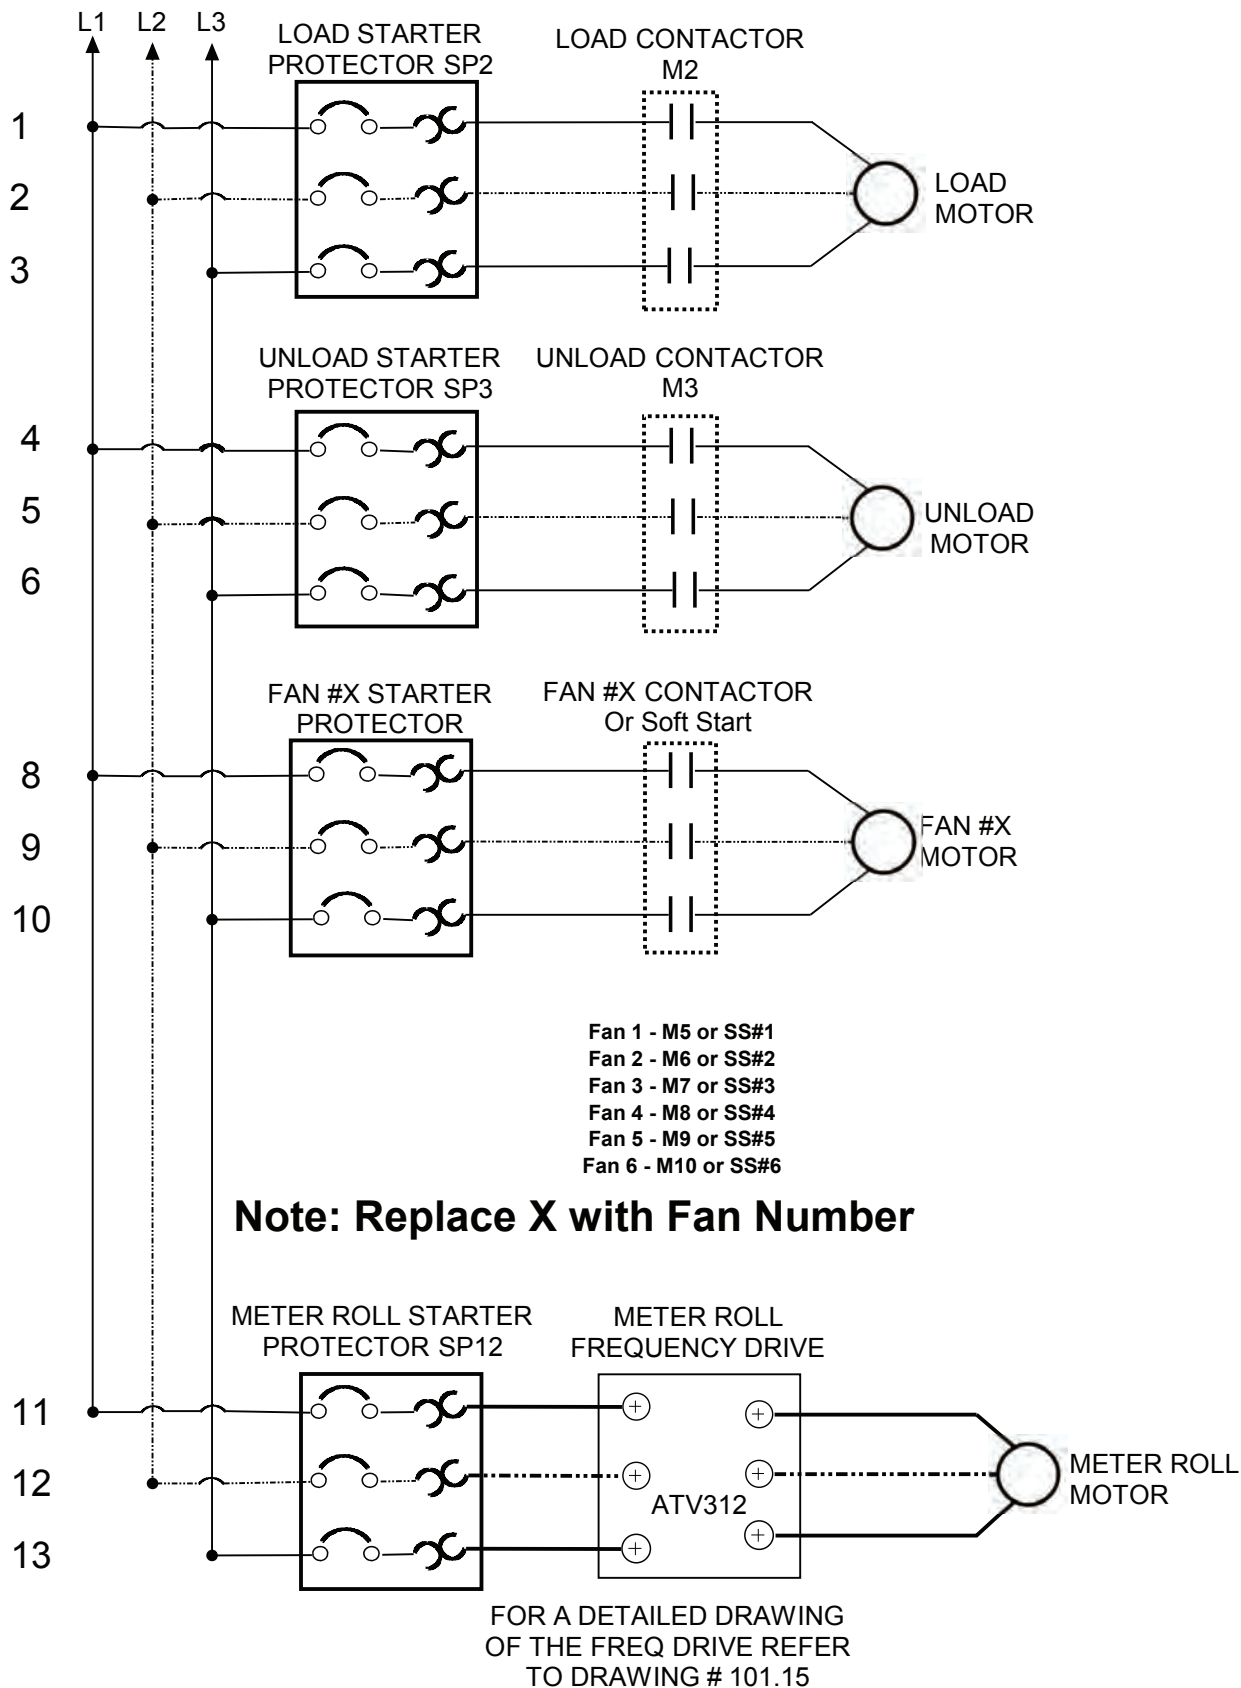 L1 L2 L3
LOAD STARTER
PROTECTOR SP2
LOAD CONTACTOR
M2
1
2
3
LOAD
MOTOR
UNLOAD STARTER
PROTECTOR SP3
UNLOAD CONTACTOR
M3
4
5
6
UNLOAD
MOTOR
FAN #X STARTER
PROTECTOR
FAN #X CONTACTOR
Or Soft Start
8
9
10
FAN #X
MOTOR
Fan 1 - M5 or SS#1
Fan 2 - M6 or SS#2
Fan 3 - M7 or SS#3
Fan 4 - M8 or SS#4
Fan 5 - M9 or SS#5
Fan 6 - M10 or SS#6
Note: Replace X with Fan Number
METER ROLL STARTER
PROTECTOR SP12
METER ROLL
FREQUENCY DRIVE
11
12
13
ATV312
METER ROLL
MOTOR
FOR A DETAILED DRAWING
OF THE FREQ DRIVE REFER
TO DRAWING # 101.15